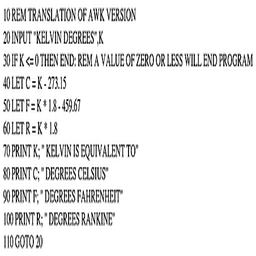 10 REM TRANSLATION OF AWK VERSION
20 INPUT "KELVIN DEGREES",K
30 IF K <= 0 THEN END: REM A VALUE OF ZERO OR LESS WILL END PROGRAM
40 LET C = K - 273.15
50 LET F = K * 1.8 - 459.67
60 LET R = K * 1.8
70 PRINT K; " KELVIN IS EQUIVALENT TO"
80 PRINT C; " DEGREES CELSIUS"
90 PRINT F; " DEGREES FAHRENHEIT"
100 PRINT R; " DEGREES RANKINE"
110 GOTO 20